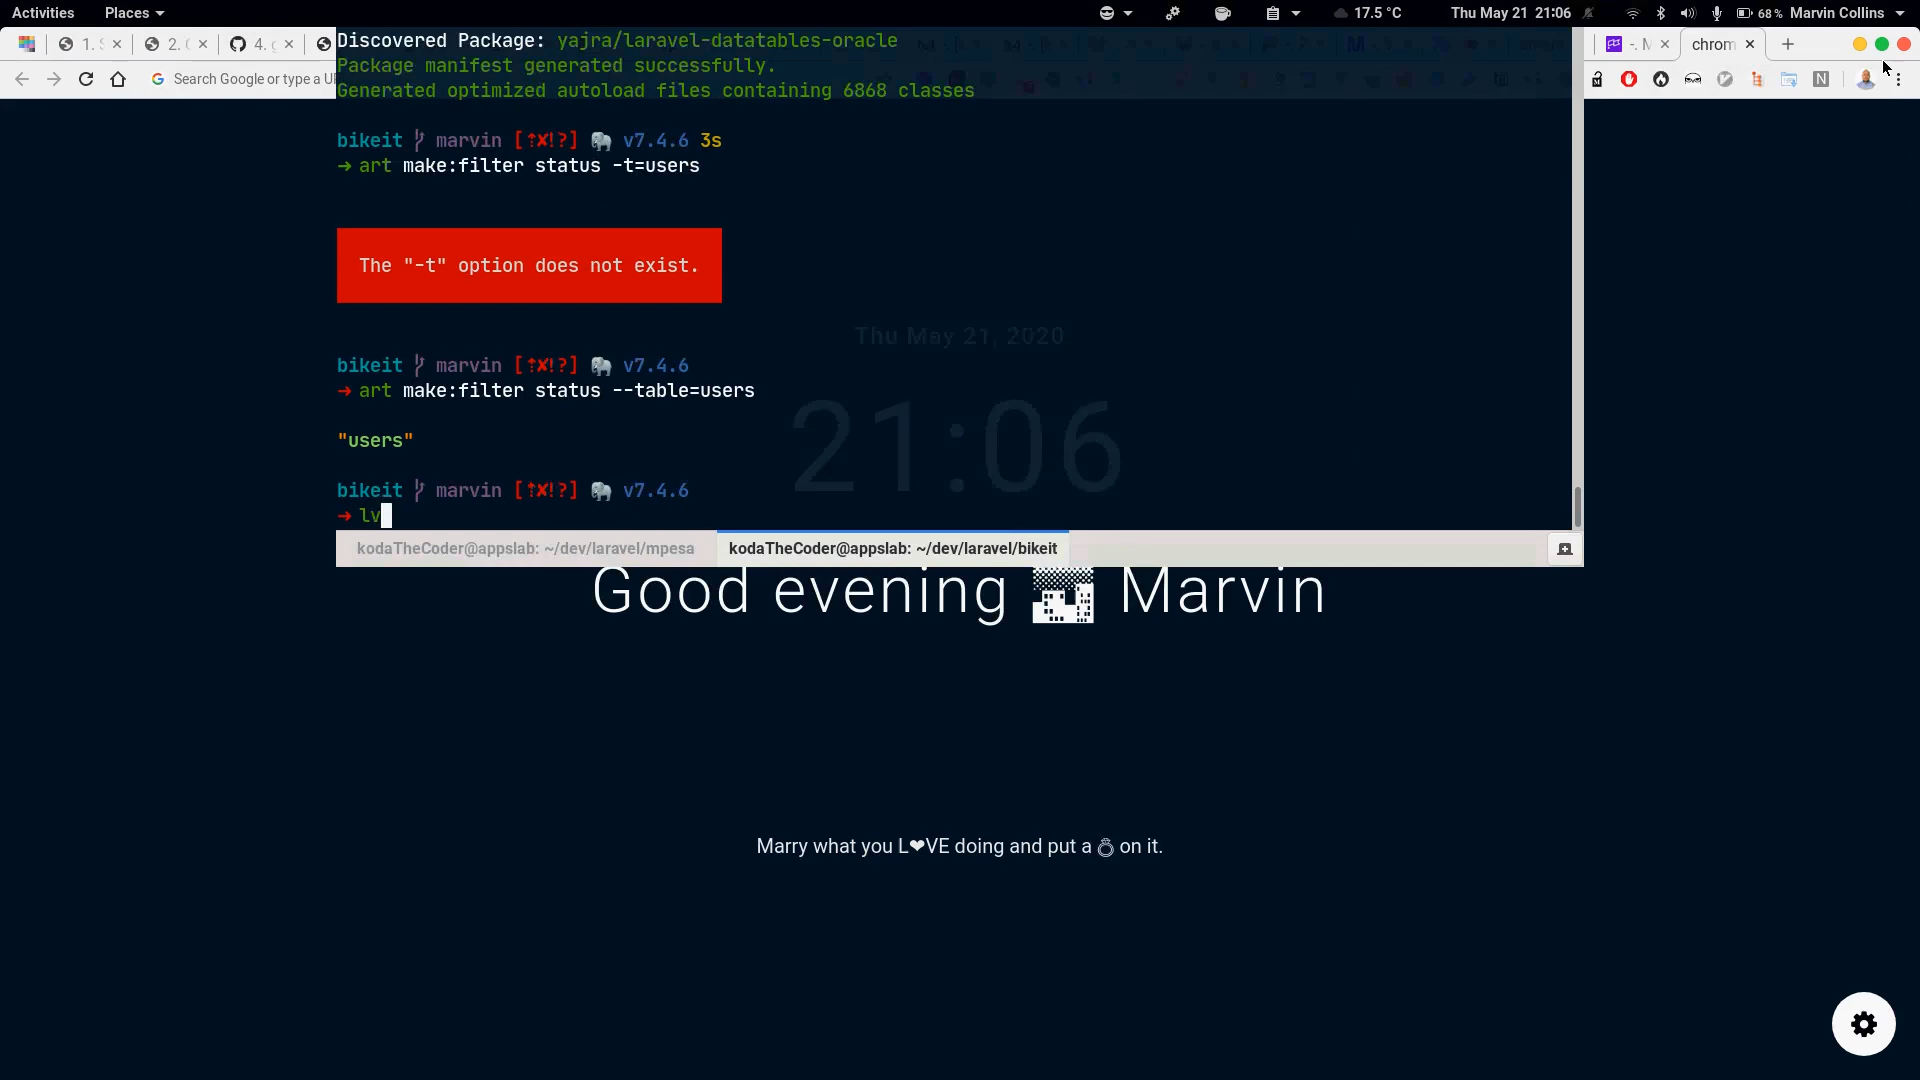 Activities Places 17.5 °C Thu May 21 21:06 68% Marvin Collins
1. 2. 4. chrom
Search Google or type a
Discovered Package: yajra/laravel-datatables-oracle
Package manifest generated successfully.
Generated optimized autoload files containing 6868 classes
bikeit marvin [⇡✘!?] 🐘 v7.4.6 3s
➜ art make:filter status -t=users
The "-t" option does not exist.
bikeit marvin [⇡✘!?] 🐘 v7.4.6
➜ art make:filter status --table=users
"users"
bikeit marvin [⇡✘!?] 🐘 v7.4.6
➜ lv
kodaTheCoder@appslab: ~/dev/laravel/mpesa kodaTheCoder@appslab: ~/dev/laravel/bikeit
Thu May 21, 2020
21:06
Good evening Marvin
Marry what you L❤VE doing and put a 💍 on it.